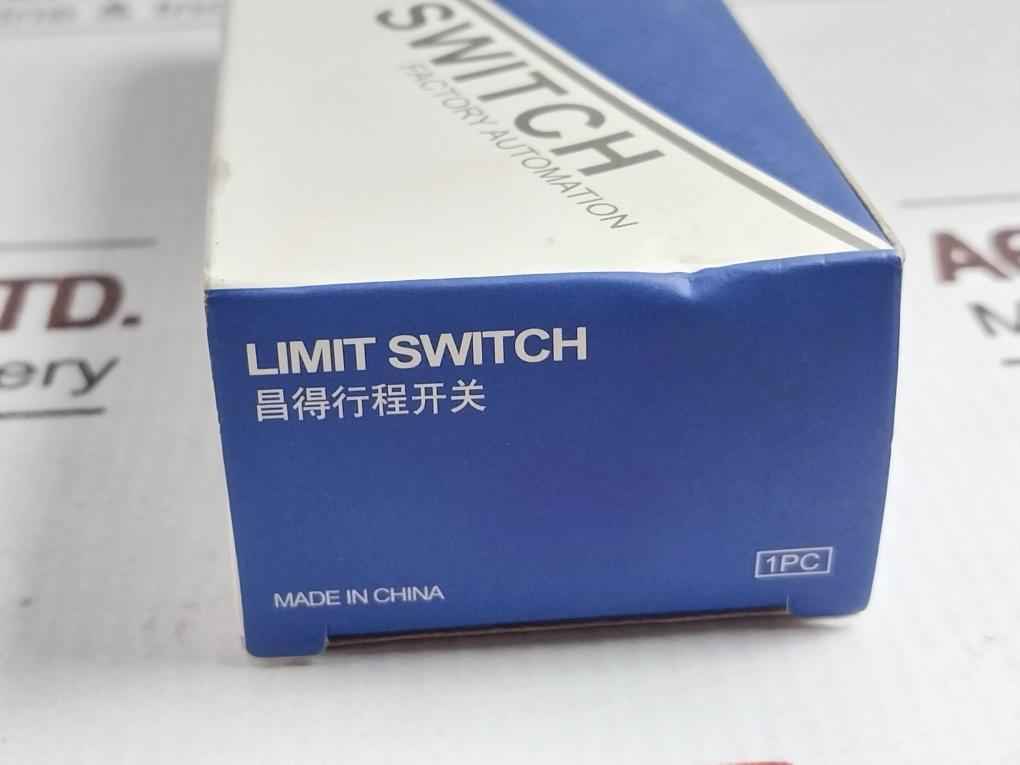 SWITCH
FACTORY AUTOMATION
LIMIT SWITCH
昌得行程开关
MADE IN CHINA
1PC
TD.
ery